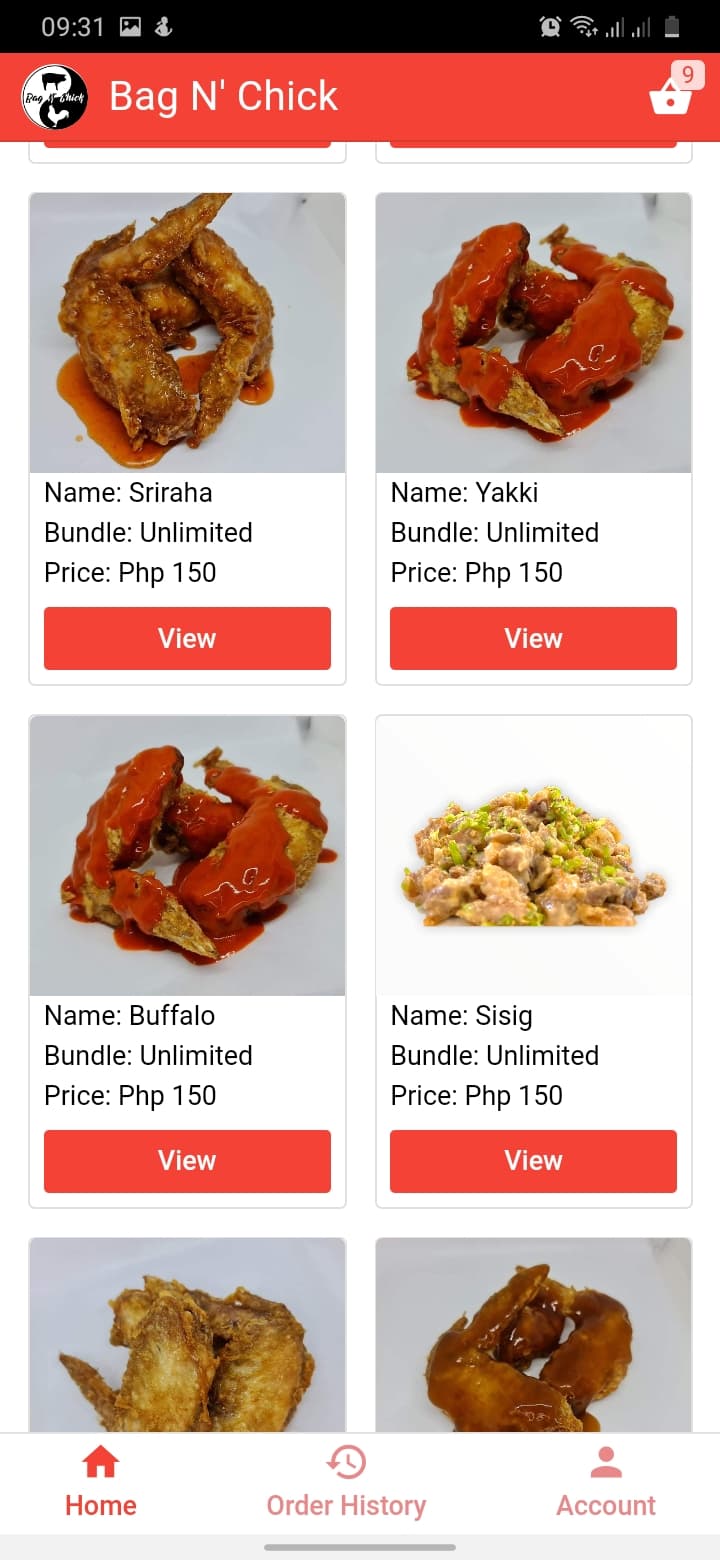 09:31
Bag N' Chick
Bag N' Chick
9
Name: Sriraha
Bundle: Unlimited
Price: Php 150
View
Name: Yakki
Bundle: Unlimited
Price: Php 150
View
Name: Buffalo
Bundle: Unlimited
Price: Php 150
View
Name: Sisig
Bundle: Unlimited
Price: Php 150
View
Home
Order History
Account